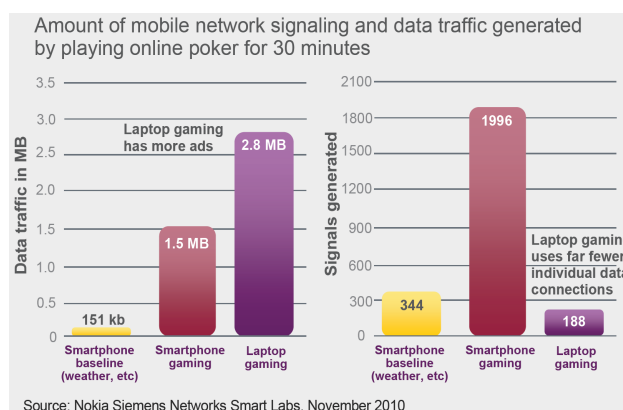 Amount of mobile network signaling and data traffic generated
by playing online poker for 30 minutes
Data traffic in MB
3.5
3.0
2.5
2.0
1.5
1.0
0.5
0
Laptop gaming
has more ads
151 kb
1.5 MB
2.8 MB
Smartphone
baseline
(weather, etc)
Smartphone
gaming
Laptop
gaming
Signals generated
2100
1800
1500
1200
900
600
300
0
344
1996
188
Laptop gamin
uses far fewer
individual data
connections
Smartphone
baseline
(weather, etc)
Smartphone
gaming
Laptop
gaming
Source: Nokia Siemens Networks Smart Labs, November 2010